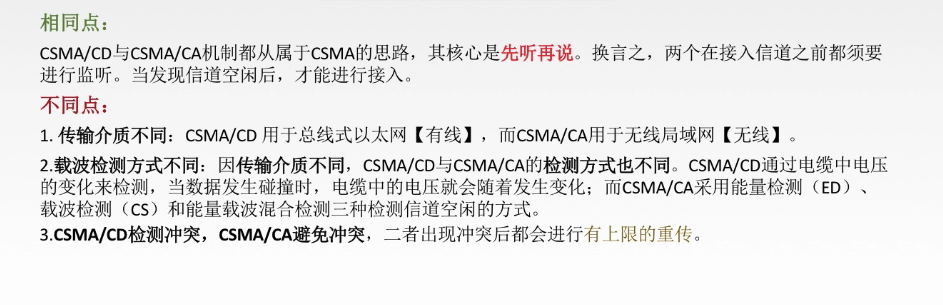 相同点：
CSMA/CD与CSMA/CA机制都从属于CSMA的思路，其核心是先听再说。换言之，两个在接入信道之前都须要
进行监听。当发现信道空闲后，才能进行接入。
不同点：
1. 传输介质不同：CSMA/CD 用于总线式以太网【有线】，而CSMA/CA用于无线局域网【无线】。
2.载波检测方式不同：因传输介质不同，CSMA/CD与CSMA/CA的检测方式也不同。CSMA/CD通过电缆中电压
的变化来检测，当数据发生碰撞时，电缆中的电压就会随着发生变化；而CSMA/CA采用能量检测（ED）、
载波检测（CS）和能量载波混合检测三种检测信道空闲的方式。
3.CSMA/CD检测冲突，CSMA/CA避免冲突，二者出现冲突后都会进行有上限的重传。